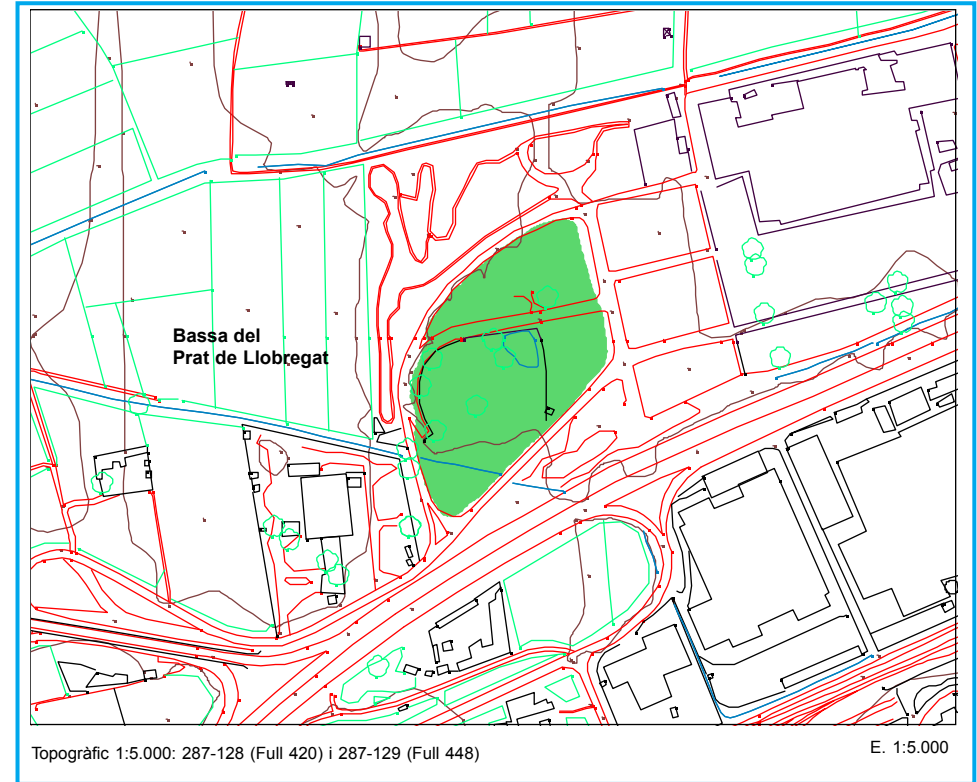 Bassa del
Prat de Llobregat
Topogràfic 1:5.000: 287-128 (Full 420) i 287-129 (Full 448)
E. 1:5.000